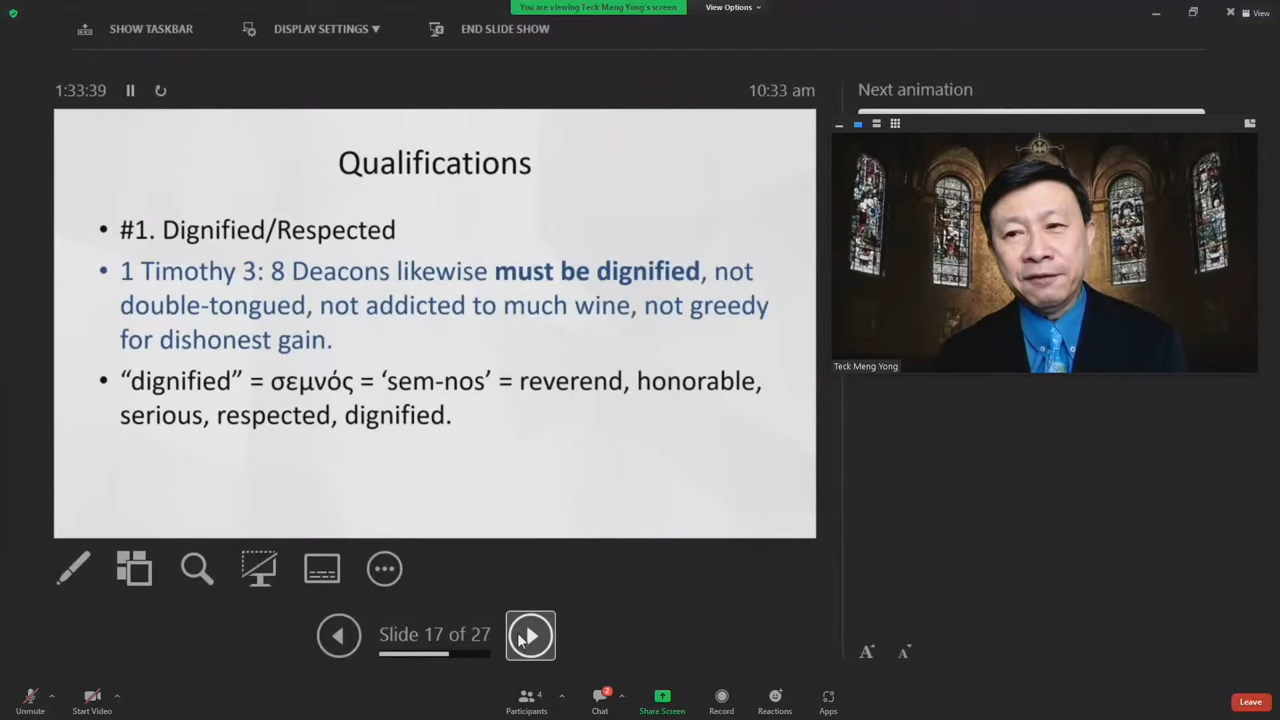 You are viewing Teck Meng Yong's screen
View Options
View
SHOW TASKBAR
DISPLAY SETTINGS
END SLIDE SHOW
1:33:39
10:33 am
Next animation
Qualifications
• #1. Dignified/Respected
• 1 Timothy 3: 8 Deacons likewise must be dignified, not
double-tongued, not addicted to much wine, not greedy
for dishonest gain.
• “dignified” = σεμνός = ‘sem-nos’ = reverend, honorable,
serious, respected, dignified.
Teck Meng Yong
Slide 17 of 27
A A
Unmute
Start Video
4
Participants
2
Chat
Share Screen
Record
Reactions
Apps
Leave